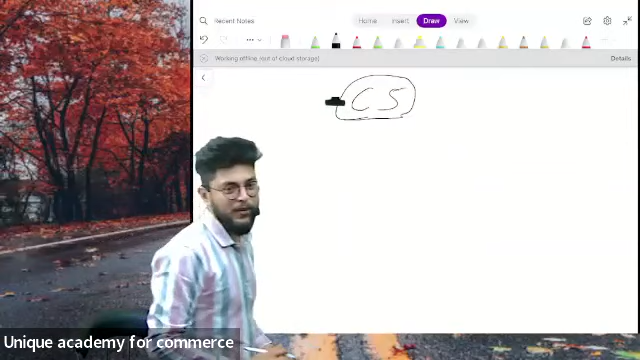 Recent Notes
Home Insert Draw View
Working offline (out of cloud storage) Details
CS
Unique academy for commerce